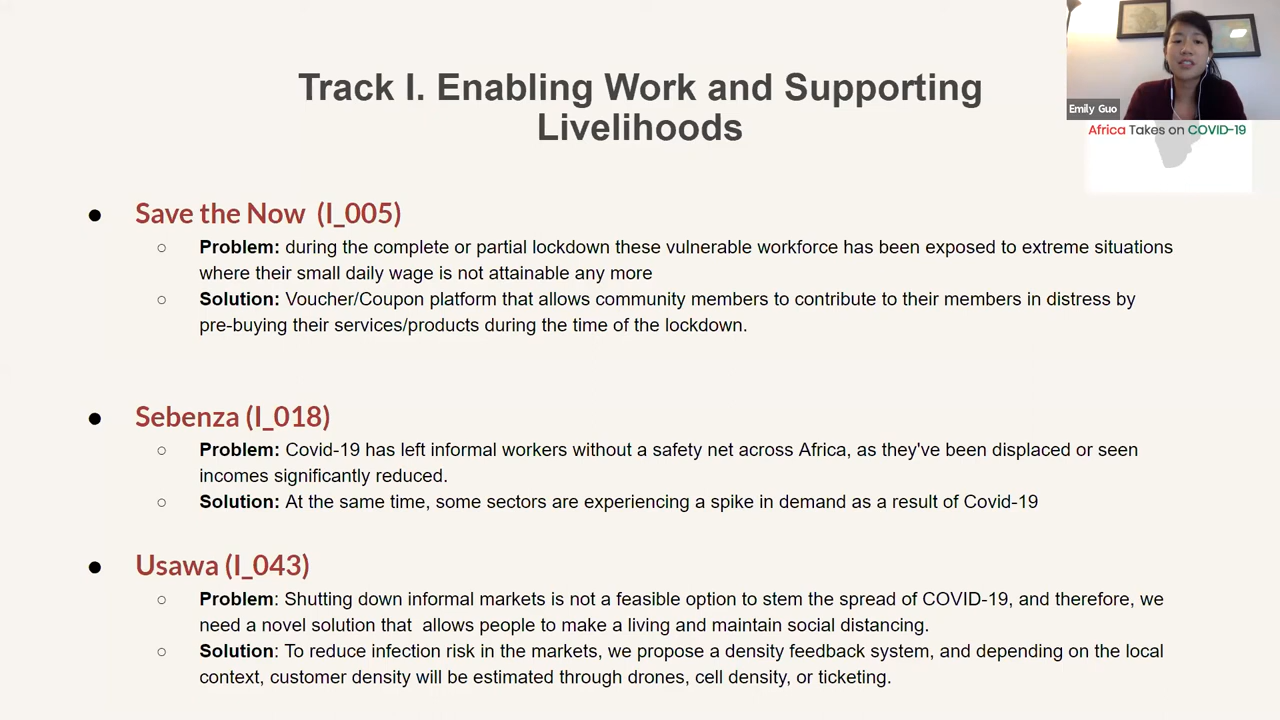 Track I. Enabling Work and Supporting
Livelihoods
Emily Guo
Africa Takes on COVID-19
● Save the Now (I_005)
○ Problem: during the complete or partial lockdown these vulnerable workforce has been exposed to extreme situations
where their small daily wage is not attainable any more
○ Solution: Voucher/Coupon platform that allows community members to contribute to their members in distress by
pre-buying their services/products during the time of the lockdown.
● Sebenza (I_018)
○ Problem: Covid-19 has left informal workers without a safety net across Africa, as they've been displaced or seen
incomes significantly reduced.
○ Solution: At the same time, some sectors are experiencing a spike in demand as a result of Covid-19
● Usawa (I_043)
○ Problem: Shutting down informal markets is not a feasible option to stem the spread of COVID-19, and therefore, we
need a novel solution that  allows people to make a living and maintain social distancing.
○ Solution: To reduce infection risk in the markets, we propose a density feedback system, and depending on the local
context, customer density will be estimated through drones, cell density, or ticketing.